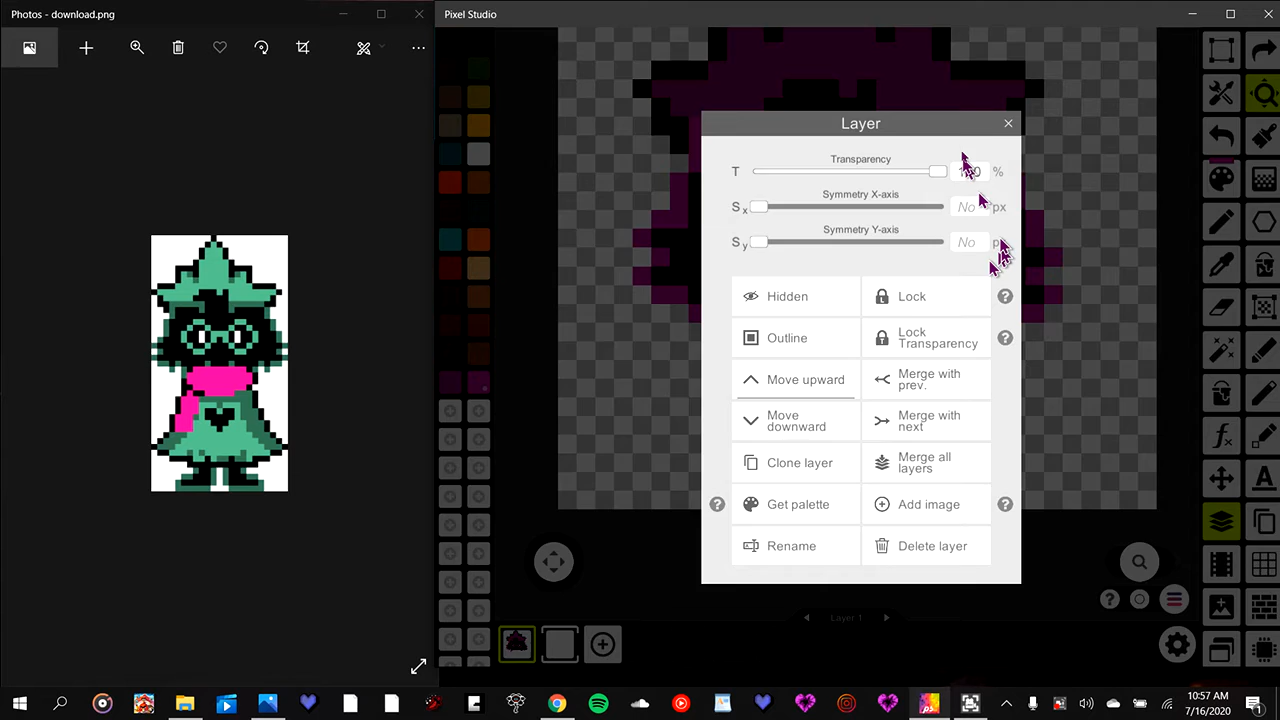 Photos - download.png
Pixel Studio
Layer
Transparency
T
%
Symmetry X-axis
Sx No px
Symmetry Y-axis
Sy No
Hidden
Lock
Outline
Lock Transparency
Move upward
Merge with prev.
Move downward
Merge with next
Clone layer
Merge all layers
Get palette
Add image
Rename
Delete layer
Layer 1
10:57 AM
7/16/2020